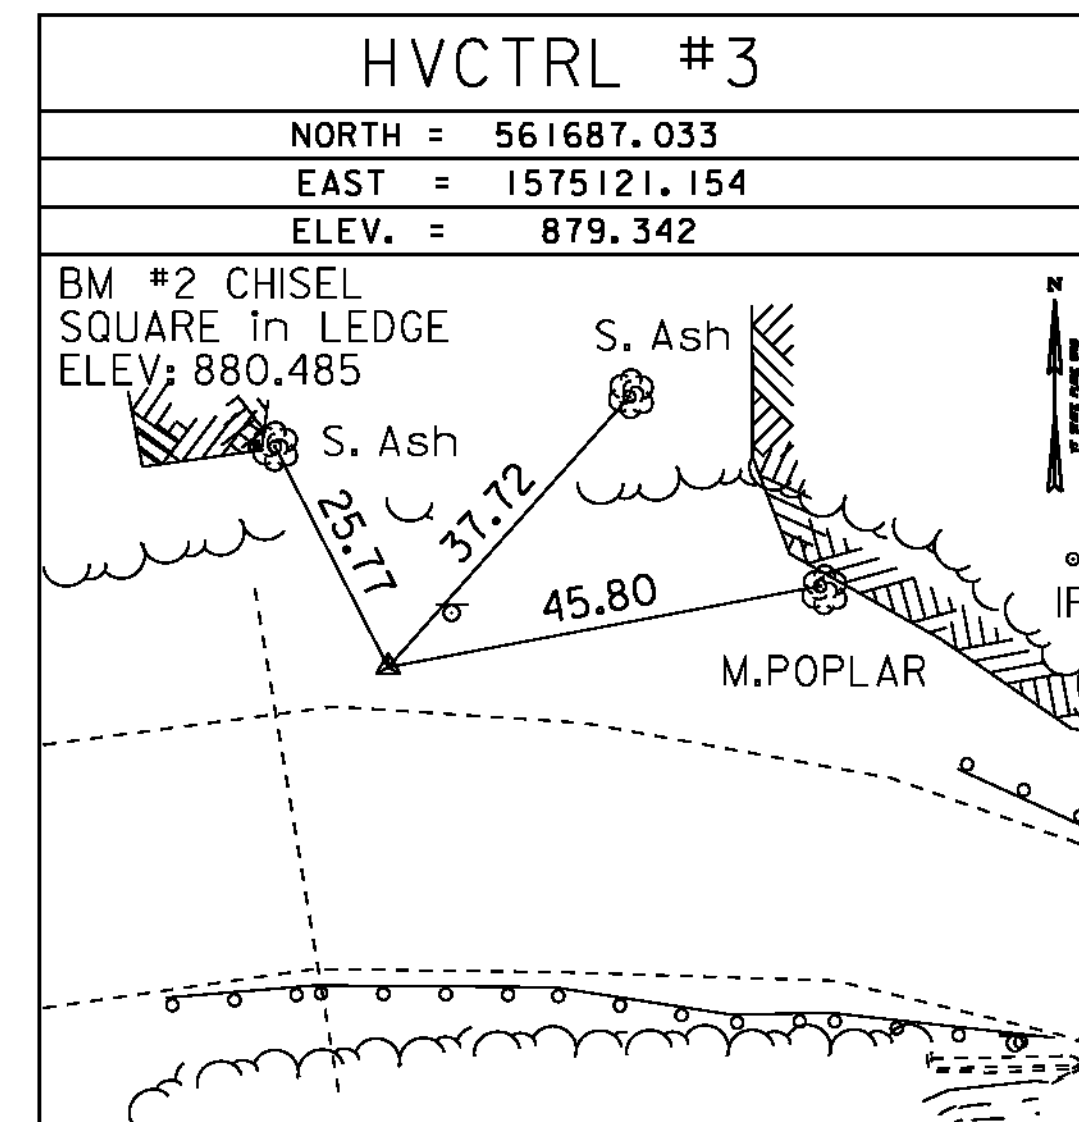 HVCTRL #3
NORTH = 561687.033
EAST = 1575121.154
ELEV. = 879.342
BM #2 CHISEL
SQUARE in LEDGE
ELEV: 880.485
N
S. Ash
S. Ash
25.77
37.72
45.80
M.POPLAR